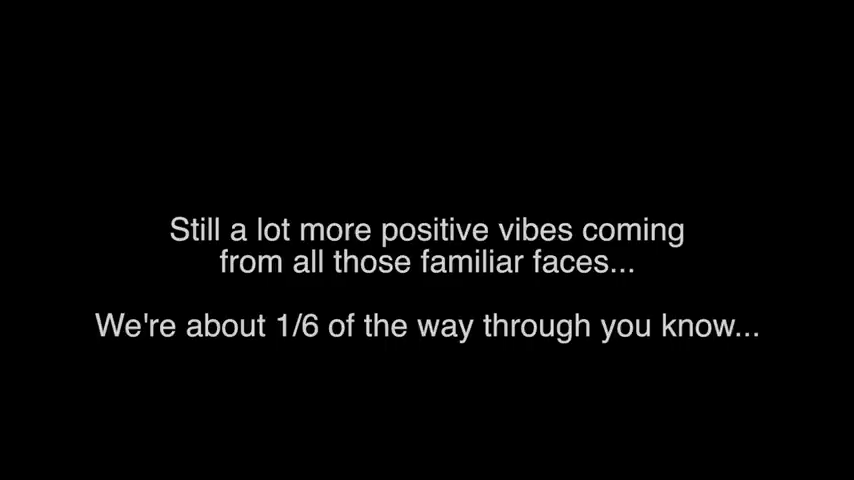 Still a lot more positive vibes coming
from all those familiar faces...
We're about 1/6 of the way through you know...